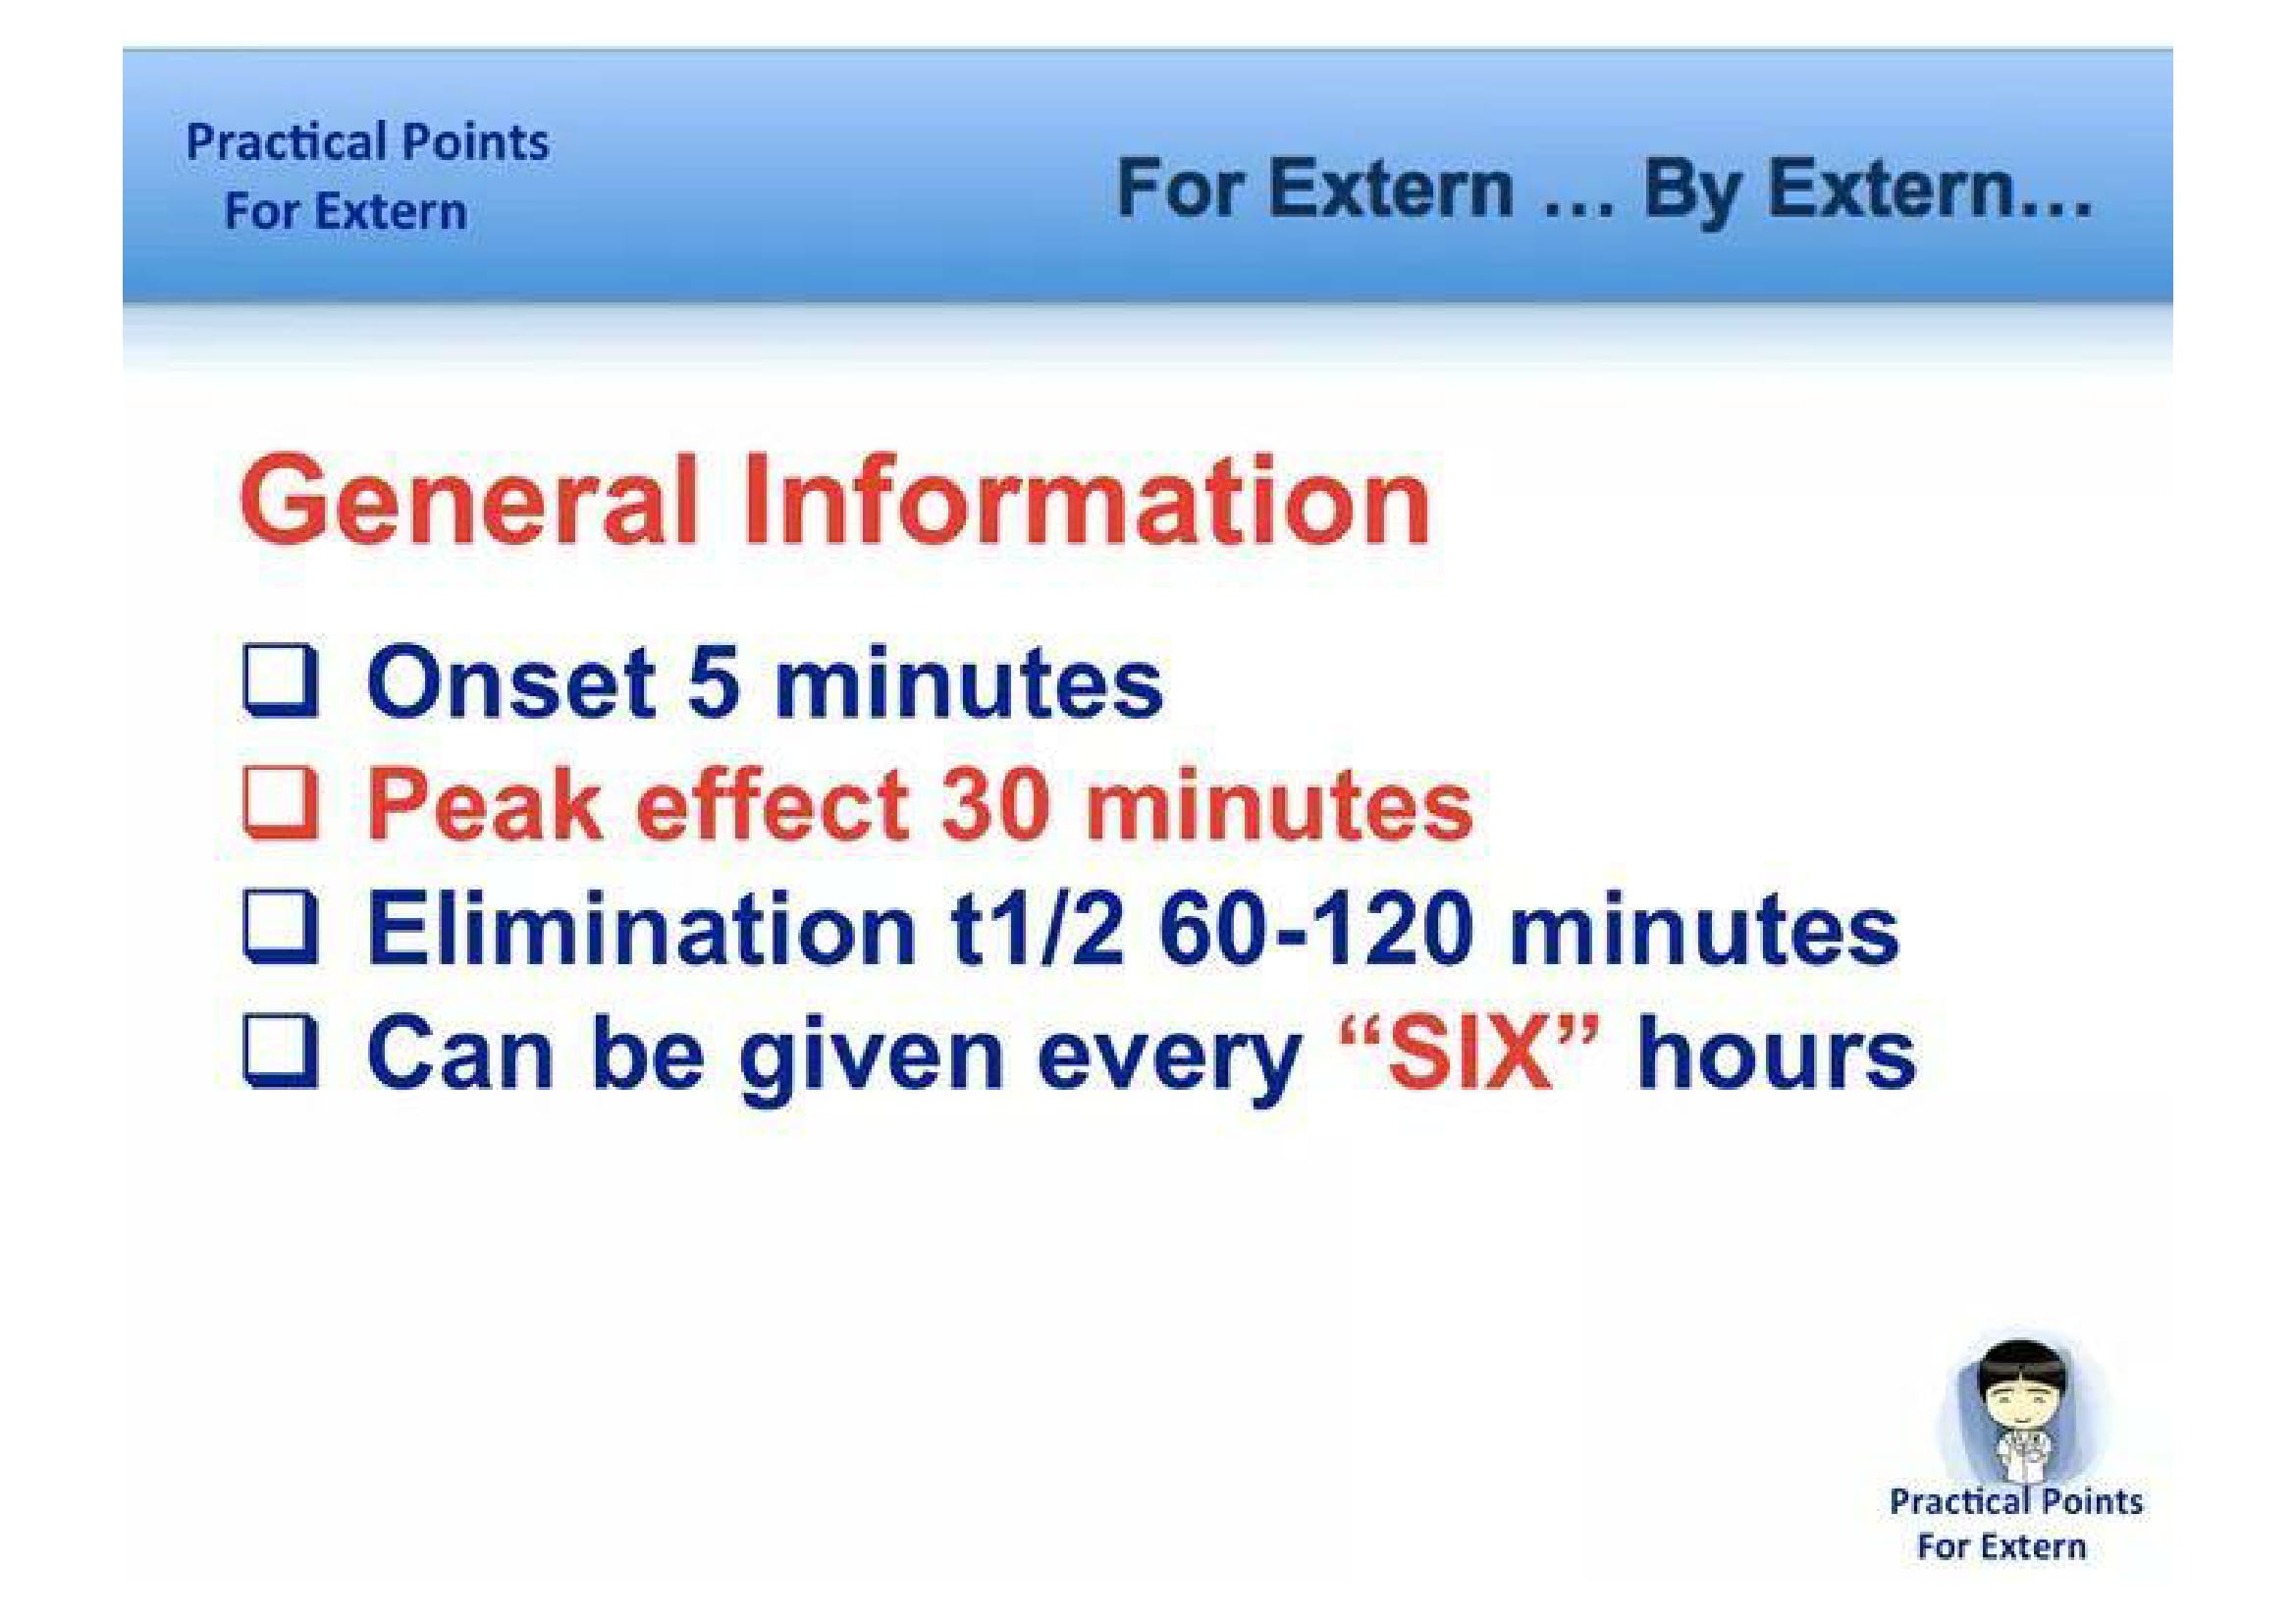 Practical Points
For Extern
For Extern ... By Extern...
General Information
❑ Onset 5 minutes
❑ Peak effect 30 minutes
❑ Elimination t1/2 60-120 minutes
❑ Can be given every “SIX” hours
Practical Points
For Extern